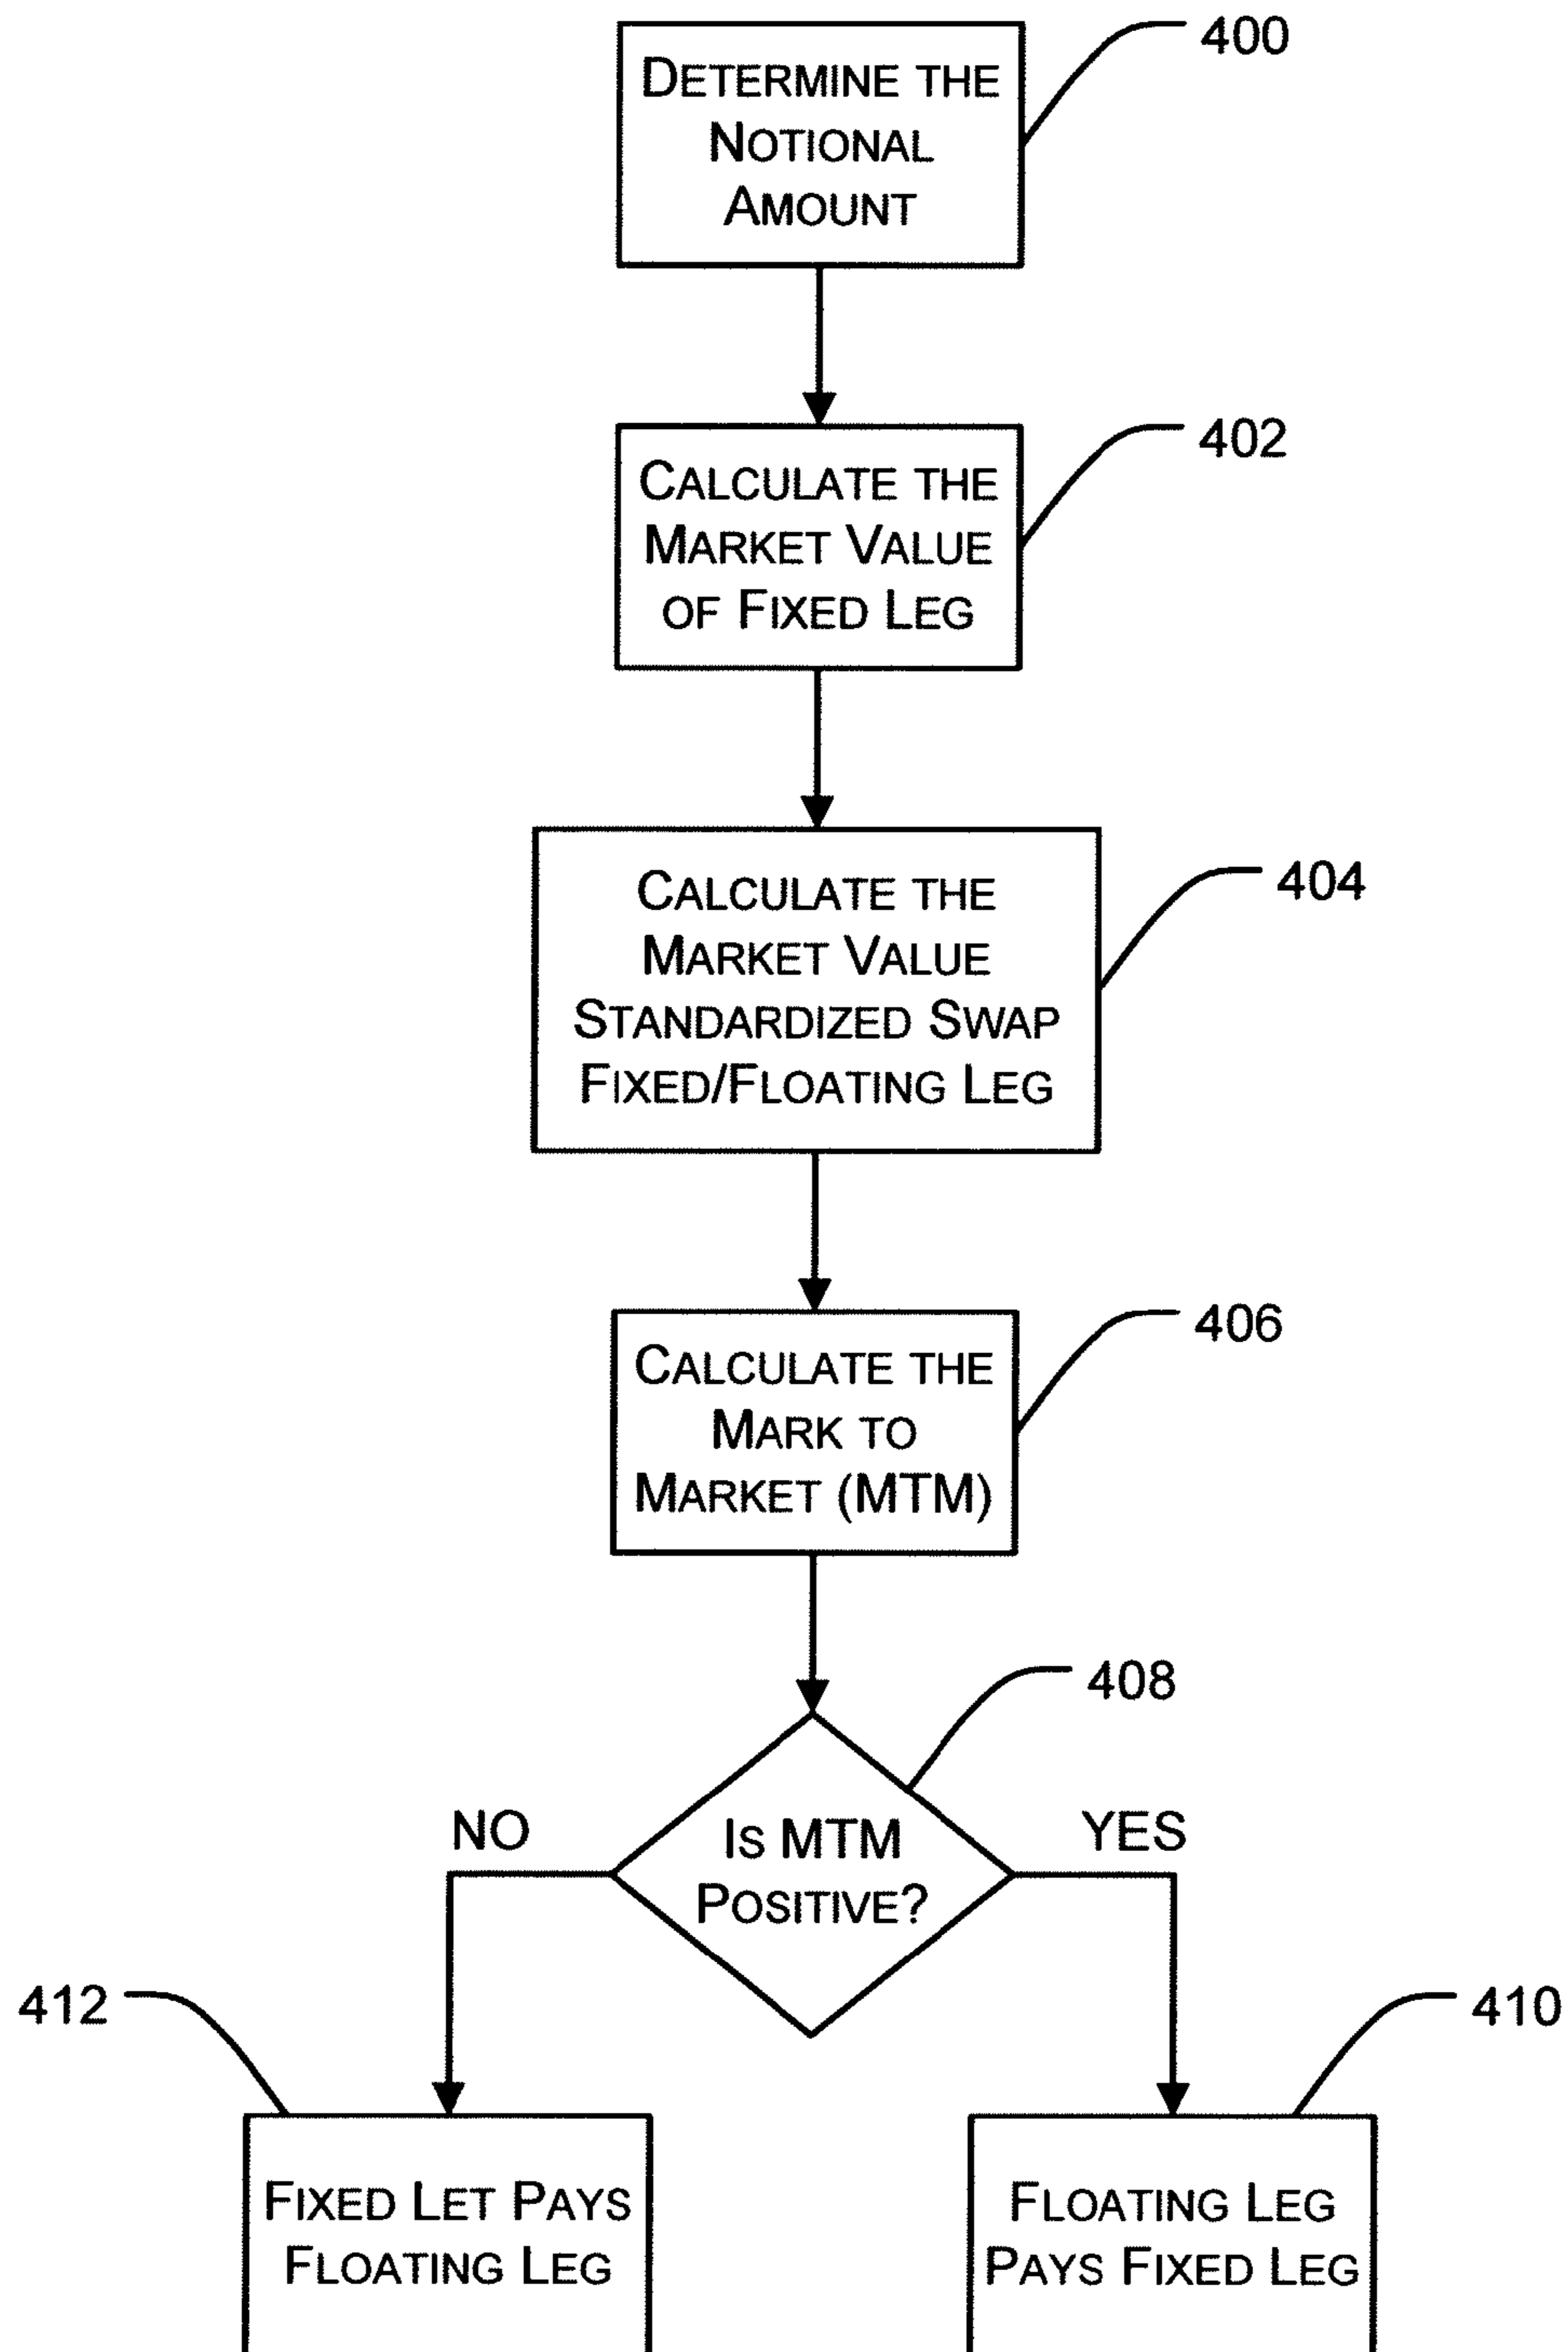 DETERMINE THE
NOTIONAL
AMOUNT
400
CALCULATE THE
MARKET VALUE
OF FIXED LEG
402
CALCULATE THE
MARKET VALUE
STANDARDIZED SWAP
FIXED/FLOATING LEG
404
CALCULATE THE
MARK TO
MARKET (MTM)
406
408
IS MTM
POSITIVE?
NO
YES
412
410
FIXED LET PAYS
FLOATING LEG
FLOATING LEG
PAYS FIXED LEG